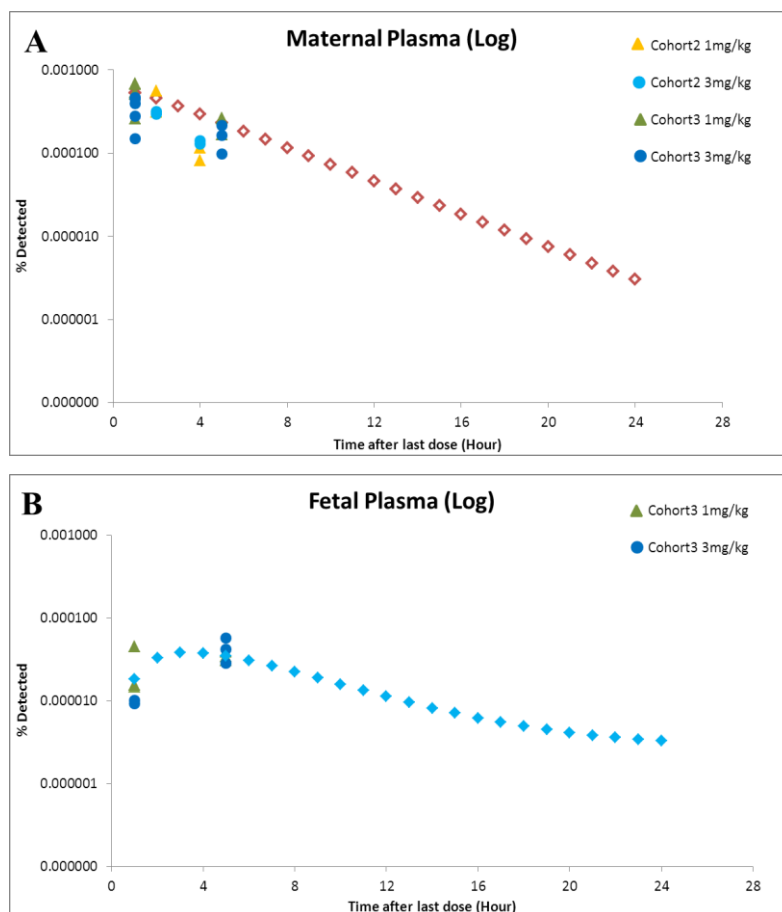 A
Maternal Plasma (Log)
Cohort2 1mg/kg
Cohort2 3mg/kg
Cohort3 1mg/kg
Cohort3 3mg/kg
% Detected
0.001000
0.000100
0.000010
0.000001
0.000000
0 4 8 12 16 20 24 28
Time after last dose (Hour)
B
Fetal Plasma (Log)
Cohort3 1mg/kg
Cohort3 3mg/kg
% Detected
0.001000
0.000100
0.000010
0.000001
0.000000
0 4 8 12 16 20 24 28
Time after last dose (Hour)